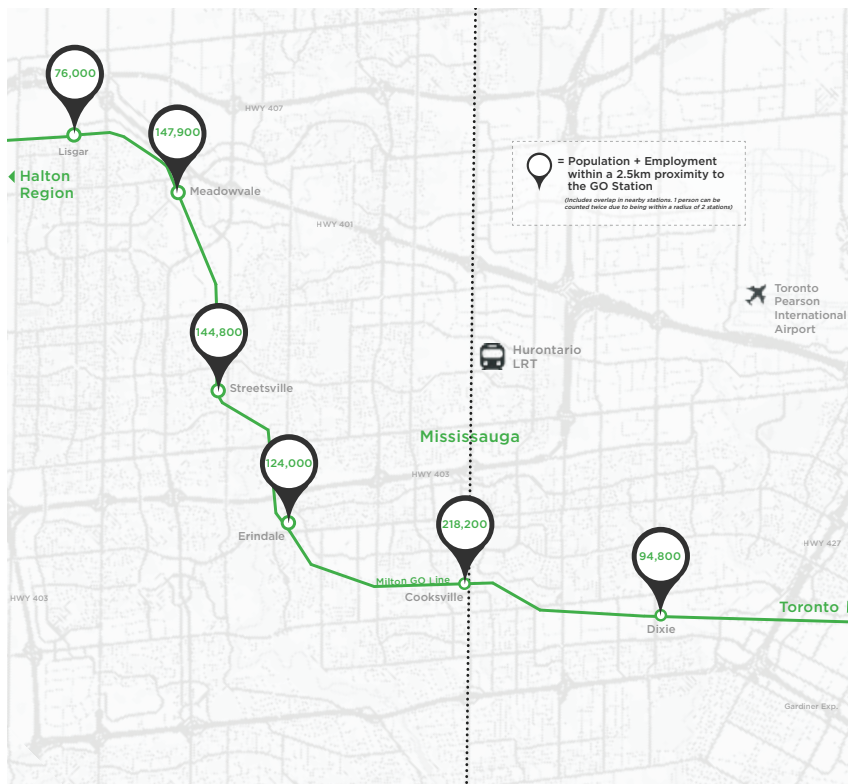 76,000
HWY 407
147,900
Lisgar
Halton
Region
Meadowvale
= Population + Employment
within a 2.5km proximity to
the GO Station
(Includes overlap in nearby stations. 1 person can be
counted twice due to being within a radius of 2 stations)
HWY 401
Toronto
Pearson
International
Airport
144,800
Hurontario
LRT
Streetsville
Mississauga
124,000
HWY 403
218,200
Erindale
HWY 427
94,800
Milton GO Line
Cooksville
HWY 403
Toronto
Dixie
Gardiner Exp.